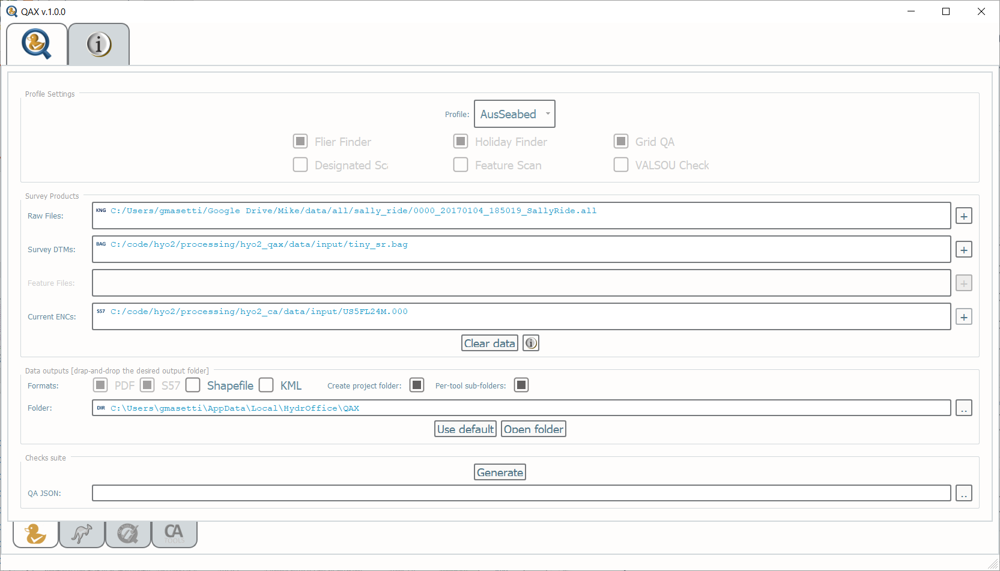 QAX v.1.0.0
Profile Settings
Profile: AusSeabed
Flier Finder Holiday Finder Grid QA
Designated Sc Feature Scan VALSOU Check
Survey Products
Raw Files: KNG C:/Users/gmasetti/Google Drive/Mike/data/all/sally_ride/0000_20170104_185019_SallyRide.all +
Survey DTMs: BAG C:/code/hyo2/processing/hyo2_qax/data/input/tiny_sr.bag +
Feature Files: +
Current ENCs: S57 C:/code/hyo2/processing/hyo2_ca/data/input/US5FL24M.000 +
Clear data i
Data outputs [drap-and-drop the desired output folder]
Formats: PDF S57 Shapefile KML Create project folder: Per-tool sub-folders:
Folder: DIR C:\Users\gmasetti\AppData\Local\HydrOffice\QAX ..
Use default Open folder
Checks suite
Generate
QA JSON: ..
CA
TOOLS